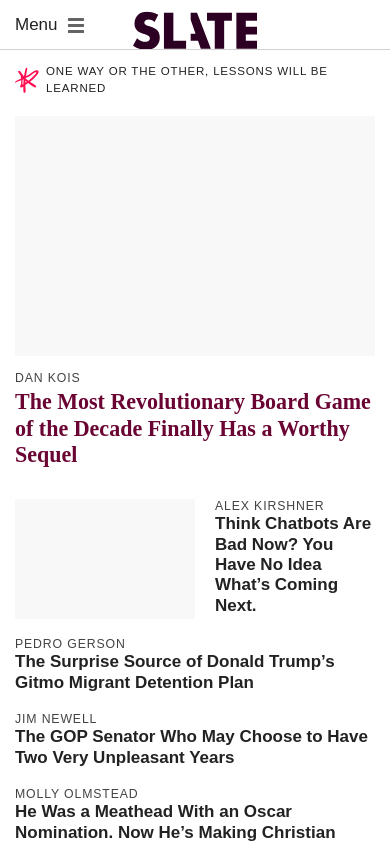 Menu
SLATE
ONE WAY OR THE OTHER, LESSONS WILL BE
LEARNED
DAN KOIS
The Most Revolutionary Board Game
of the Decade Finally Has a Worthy
Sequel
ALEX KIRSHNER
Think Chatbots Are
Bad Now? You
Have No Idea
What’s Coming
Next.
PEDRO GERSON
The Surprise Source of Donald Trump’s
Gitmo Migrant Detention Plan
JIM NEWELL
The GOP Senator Who May Choose to Have
Two Very Unpleasant Years
MOLLY OLMSTEAD
He Was a Meathead With an Oscar
Nomination. Now He’s Making Christian